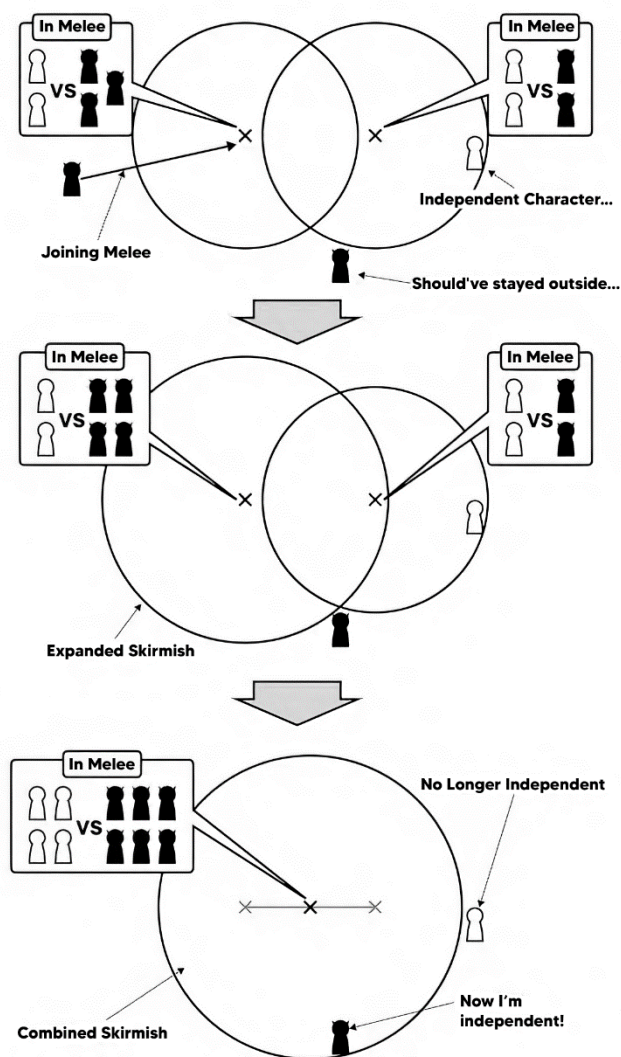 In Melee
VS
In Melee
VS
Independent Character...
Joining Melee
Should've stayed outside...
In Melee
VS
In Melee
VS
Expanded Skirmish
In Melee
VS
No Longer Independent
Now I'm
independent!
Combined Skirmish